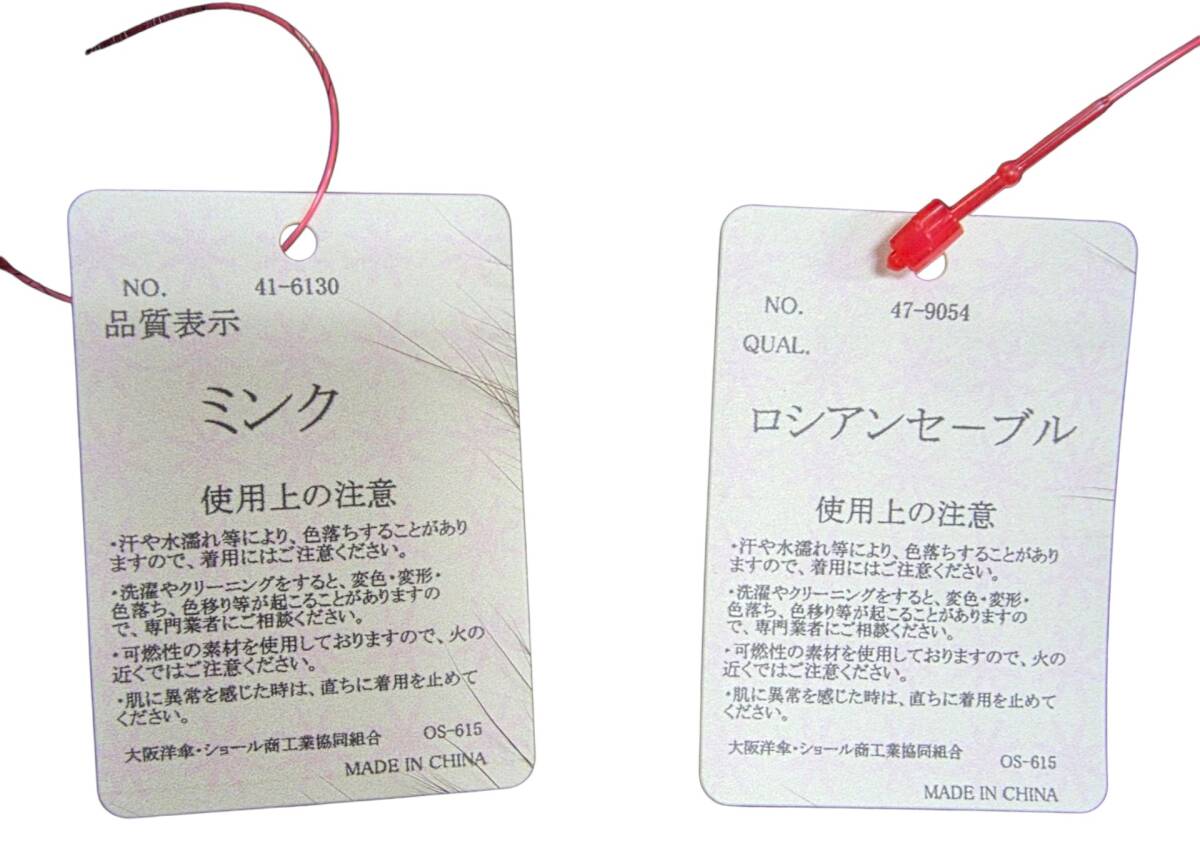 NO. 41-6130
品質表示
ミンク
使用上の注意
・汗や水濡れ等により、色落ちすることがあり
ますので、着用にはご注意ください。
・洗濯やクリーニングをすると、変色・変形・
色落ち、色移り等が起こることがありますの
で、専門業者にご相談ください。
・可燃性の素材を使用しておりますので、火の
近くではご注意ください。
・肌に異常を感じた時は、直ちに着用を止めて
ください。
大阪洋傘・ショール商工業協同組合 OS-615
MADE IN CHINA
NO. 47-9054
QUAL.
ロシアンセーブル
使用上の注意
・汗や水濡れ等により、色落ちすることがあり
ますので、着用にはご注意ください。
・洗濯やクリーニングをすると、変色・変形・
色落ち、色移り等が起こることがありますの
で、専門業者にご相談ください。
・可燃性の素材を使用しておりますので、火の
近くではご注意ください。
・肌に異常を感じた時は、直ちに着用を止めて
ください。
大阪洋傘・ショール商工業協同組合 OS-615
MADE IN CHINA